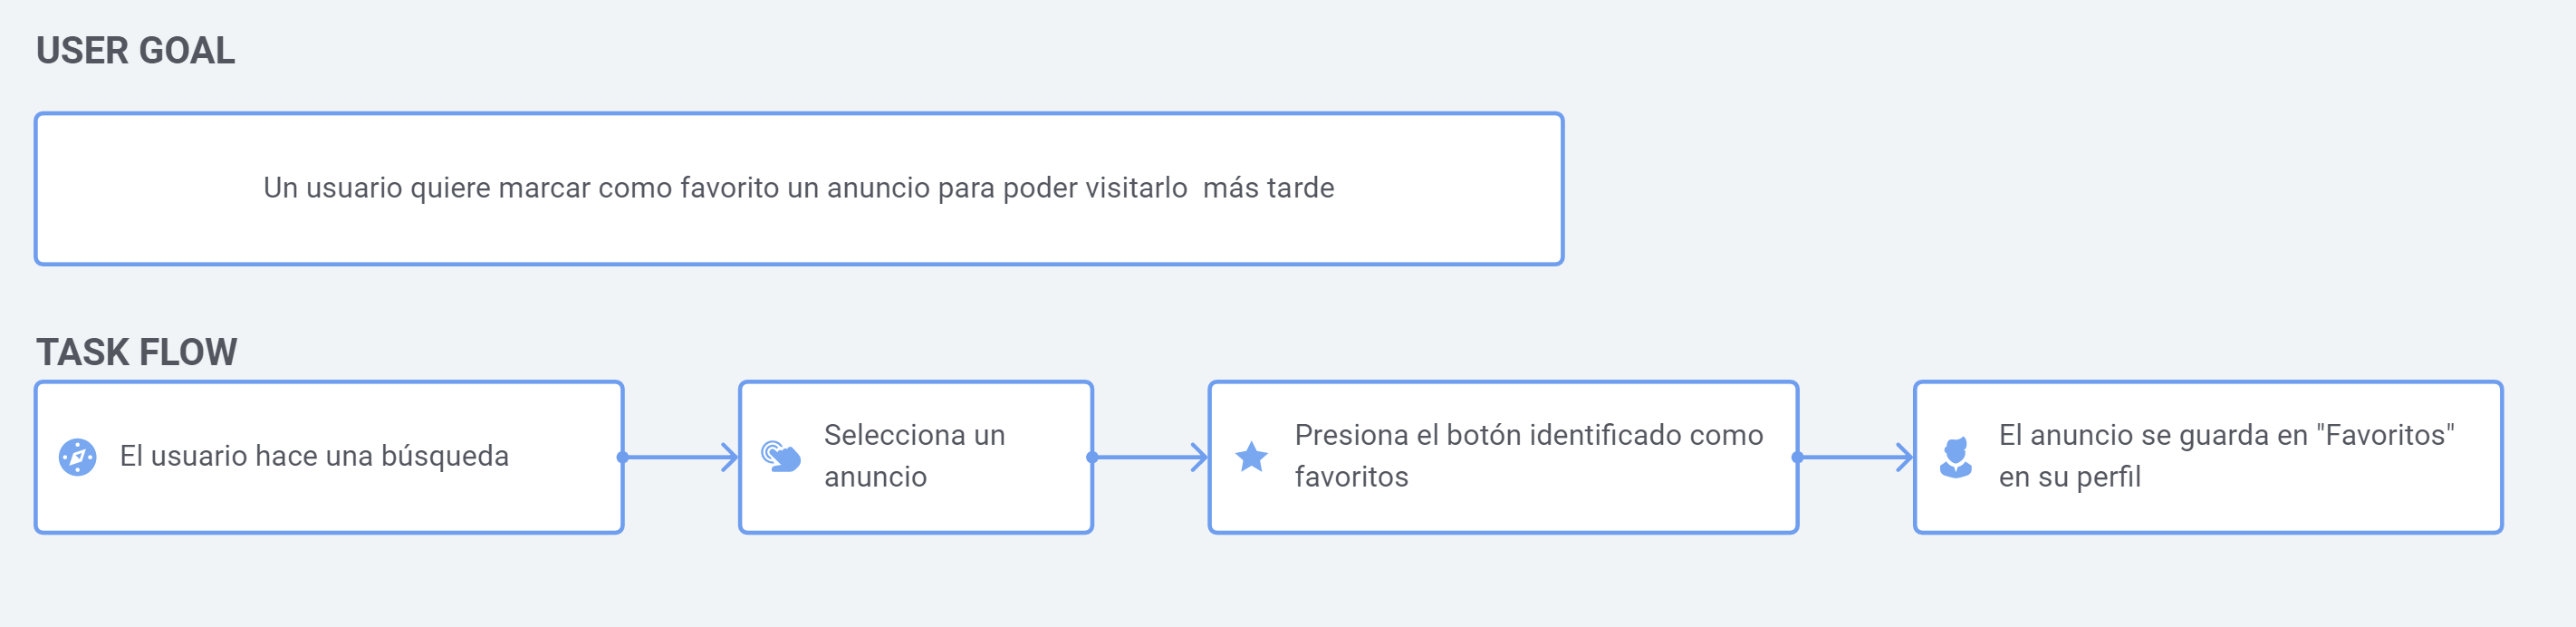 USER GOAL
Un usuario quiere marcar como favorito un anuncio para poder visitarlo  más tarde
TASK FLOW
El usuario hace una búsqueda
Selecciona un
anuncio
Presiona el botón identificado como
favoritos
El anuncio se guarda en "Favoritos"
en su perfil